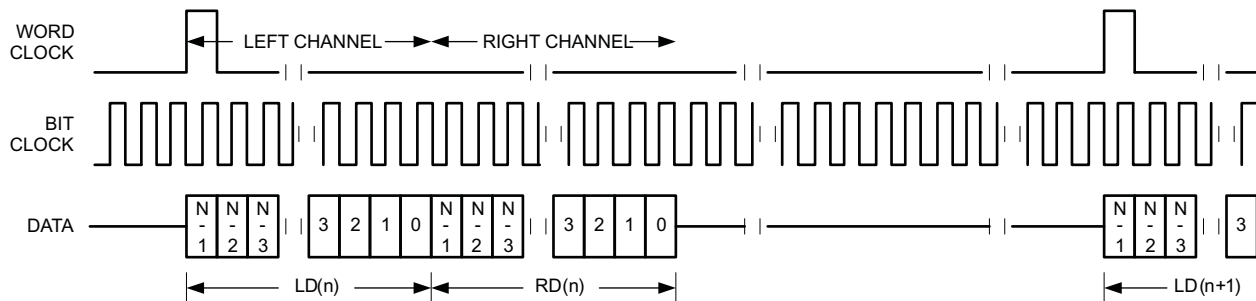 WORD
CLOCK
LEFT CHANNEL
RIGHT CHANNEL
BIT
CLOCK
DATA
N-1
N-2
N-3
3
2
1
0
N-1
N-2
N-3
3
2
1
0
N-1
N-2
N-3
3
LD(n)
RD(n)
LD(n+1)